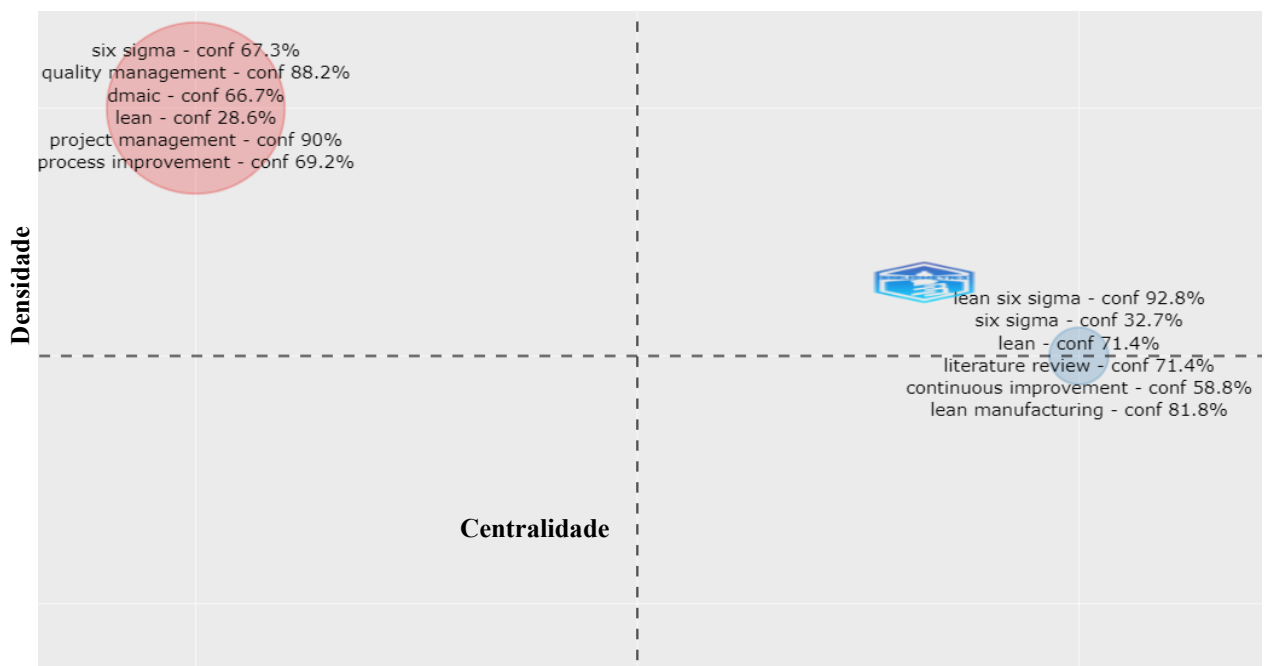 six sigma - conf 67.3%
quality management - conf 88.2%
dmaic - conf 66.7%
lean - conf 28.6%
project management - conf 90%
process improvement - conf 69.2%
Densidade
lean six sigma - conf 92.8%
six sigma - conf 32.7%
lean - conf 71.4%
literature review - conf 71.4%
continuous improvement - conf 58.8%
lean manufacturing - conf 81.8%
Centralidade